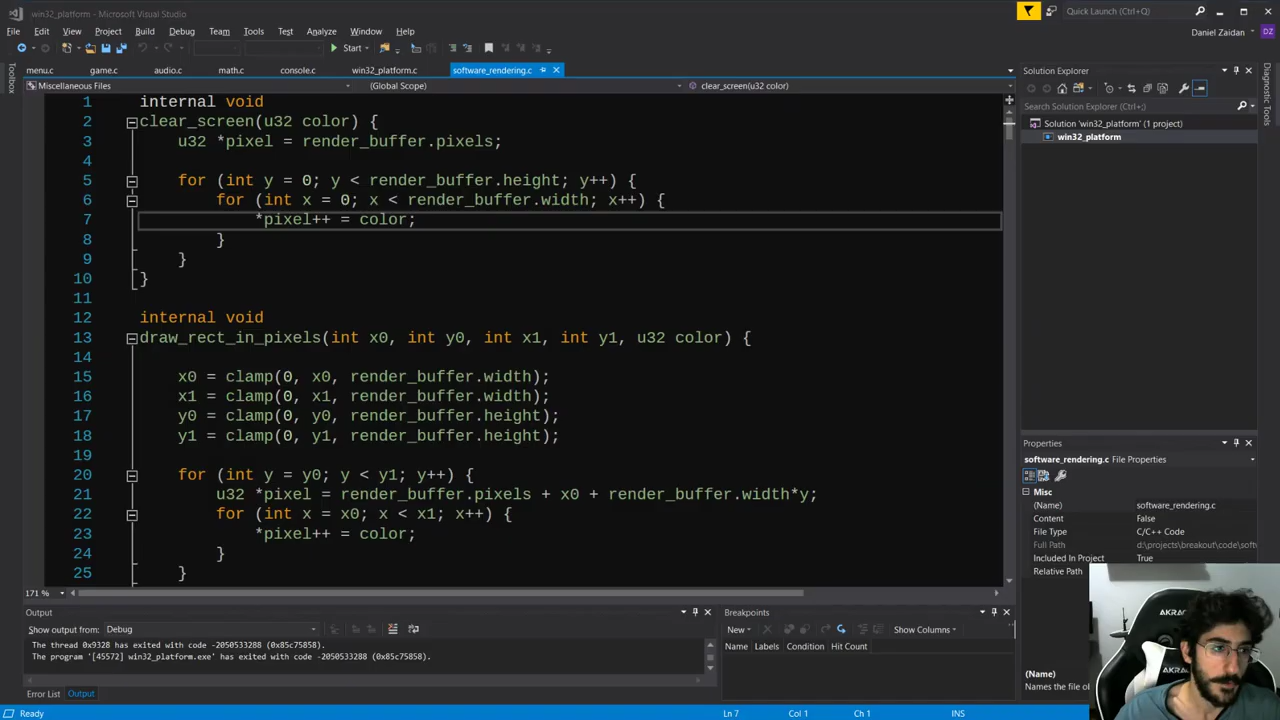 win32_platform - Microsoft Visual Studio
Quick Launch (Ctrl+Q)
File Edit View Project Build Debug Team Tools Test Analyze Window Help
Daniel Zaidan
DZ
Start
menu.c game.c audio.c math.c console.c win32_platform.c software_rendering.c
Miscellaneous Files (Global Scope) clear_screen(u32 color)
Toolbox
Diagnostic Tools
1 internal void
2 clear_screen(u32 color) {
3 u32 *pixel = render_buffer.pixels;
4
5 for (int y = 0; y < render_buffer.height; y++) {
6 for (int x = 0; x < render_buffer.width; x++) {
7 *pixel++ = color;
8 }
9 }
10 }
11
12 internal void
13 draw_rect_in_pixels(int x0, int y0, int x1, int y1, u32 color) {
14
15 x0 = clamp(0, x0, render_buffer.width);
16 x1 = clamp(0, x1, render_buffer.width);
17 y0 = clamp(0, y0, render_buffer.height);
18 y1 = clamp(0, y1, render_buffer.height);
19
20 for (int y = y0; y < y1; y++) {
21 u32 *pixel = render_buffer.pixels + x0 + render_buffer.width*y;
22 for (int x = x0; x < x1; x++) {
23 *pixel++ = color;
24 }
25 }
171 %
Solution Explorer
Search Solution Explorer (Ctrl+;)
Solution 'win32_platform' (1 project)
win32_platform
Properties
software_rendering.c File Properties
Misc
(Name) software_rendering.c
Content False
File Type C/C++ Code
Full Path d:\projects\breakout\code\soft
Included In Project True
Relative Path
(Name)
Names the file ol
Output
Show output from: Debug
The thread 0x9328 has exited with code -2050533288 (0x85c75858).
The program '[45572] win32_platform.exe' has exited with code -2050533288 (0x85c75858).
Error List Output
Breakpoints
New Show Columns
Name Labels Condition Hit Count
AKRAC
AKRA
Ready Ln 7 Col 1 Ch 1 INS